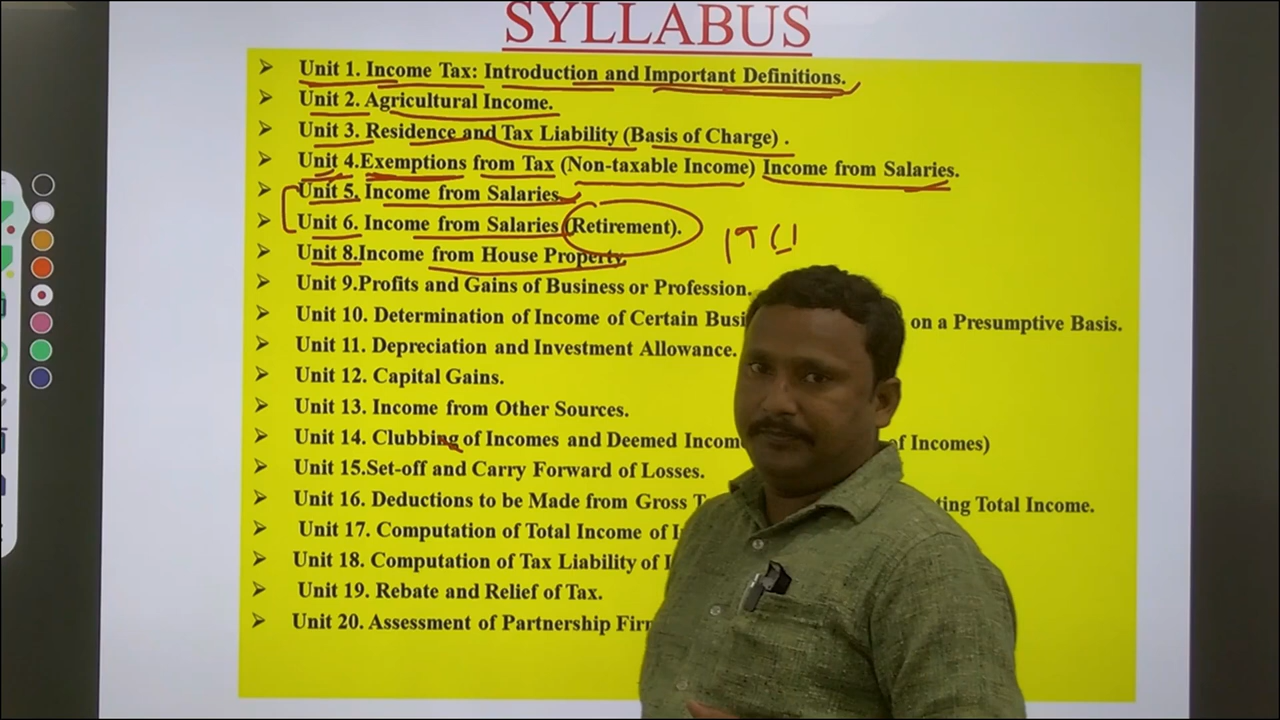 SYLLABUS
Unit 1. Income Tax: Introduction and Important Definitions.
Unit 2. Agricultural Income.
Unit 3. Residence and Tax Liability (Basis of Charge) .
Unit 4.Exemptions from Tax (Non-taxable Income) Income from Salaries.
Unit 5. Income from Salaries.
Unit 6. Income from Salaries (Retirement).
Unit 8.Income from House Property.
Unit 9.Profits and Gains of Business or Profession.
Unit 10. Determination of Income of Certain on a Presumptive Basis.
Unit 11. Depreciation and Investment Allowance.
Unit 12. Capital Gains.
Unit 13. Income from Other Sources.
Unit 14. Clubbing of Incomes and Deemed of Incomes)
Unit 15.Set-off and Carry Forward of Losses.
Unit 16. Deductions to be Made from Gross Total Income.
Unit 17. Computation of Total Income of
Unit 18. Computation of Tax Liability of
Unit 19. Rebate and Relief of Tax.
Unit 20. Assessment of Partnership